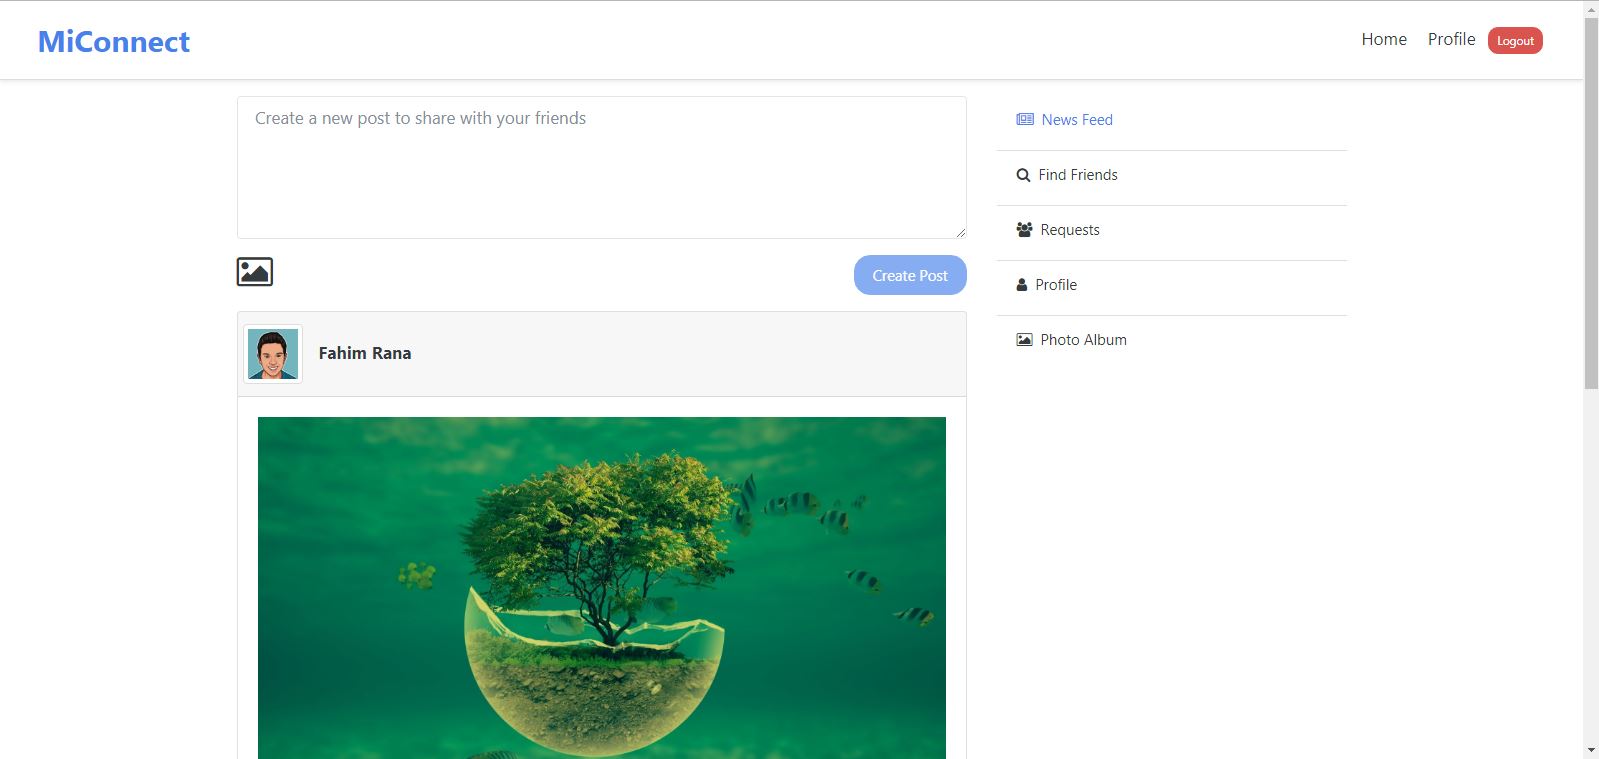 MiConnect
Home Profile Logout
Create a new post to share with your friends
Create Post
Fahim Rana
News Feed
Find Friends
Requests
Profile
Photo Album